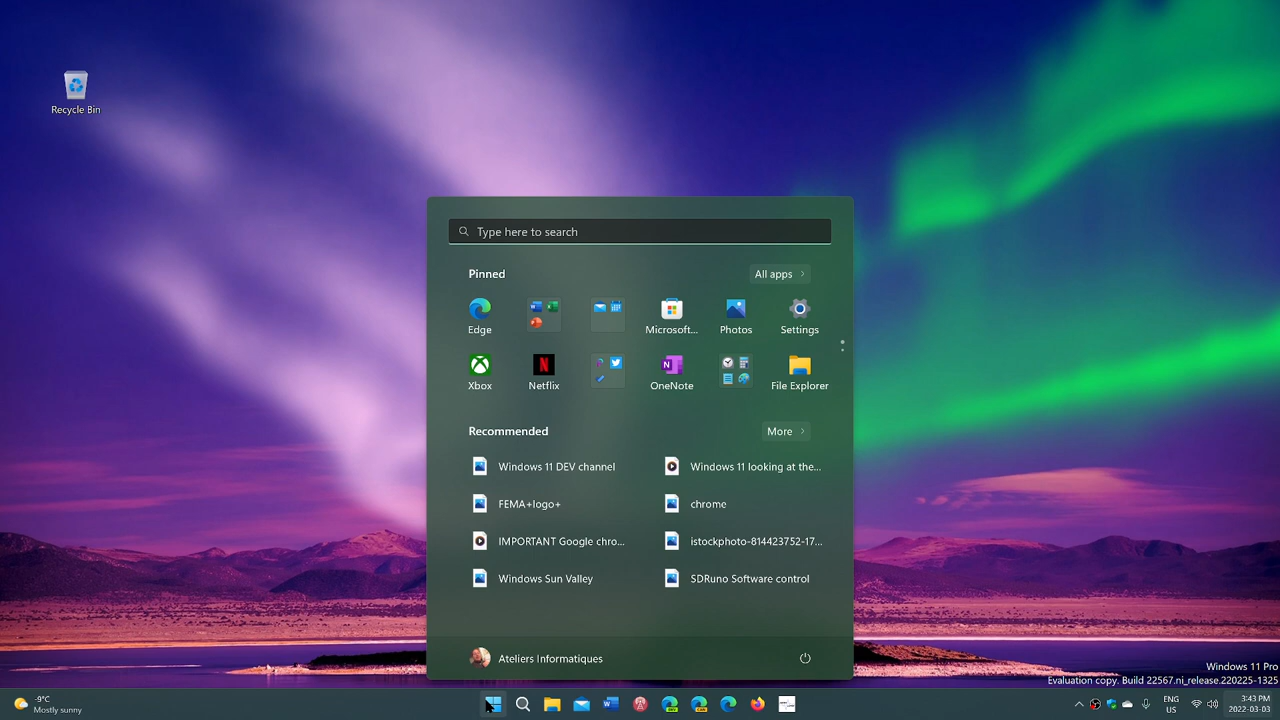 Recycle Bin
Type here to search
Pinned
All apps
Edge
Microsoft...
Photos
Settings
Xbox
Netflix
OneNote
File Explorer
Recommended
More
Windows 11 DEV channel
Windows 11 looking at the...
FEMA+logo+
chrome
IMPORTANT Google chro...
istockphoto-814423752-17...
Windows Sun Valley
SDRuno Software control
Ateliers Informatiques
Windows 11 Pro
Evaluation copy. Build 22567.ni_release.220225-1325
-9°C
Mostly sunny
ENG
US
3:43 PM
2022-03-03